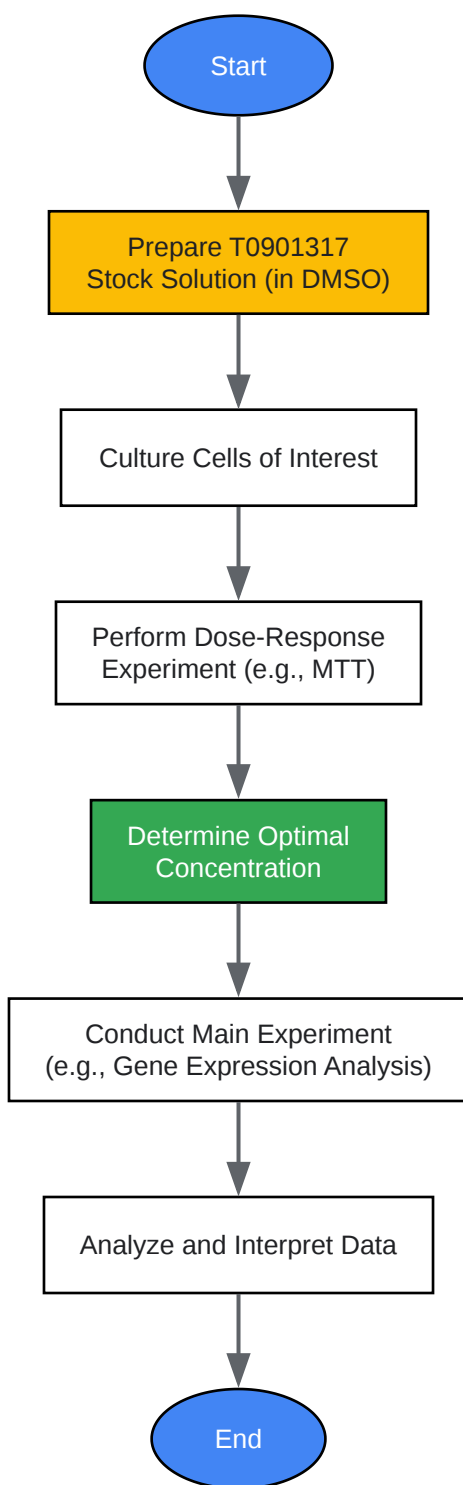 Start
Prepare T0901317
Stock Solution (in DMSO)
Culture Cells of Interest
Perform Dose-Response
Experiment (e.g., MTT)
Determine Optimal
Concentration
Conduct Main Experiment
(e.g., Gene Expression Analysis)
Analyze and Interpret Data
End